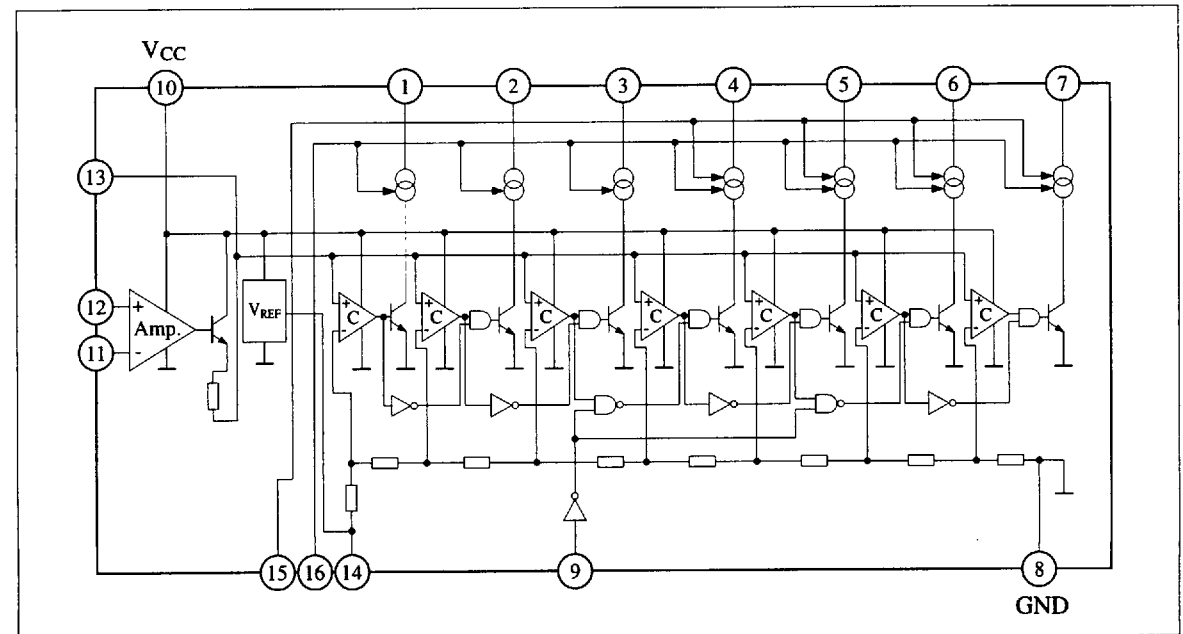 VCC
10 1 2 3 4 5 6 7
13
12 + Amp. VREF + C + C + C + C + C + C + C
11 - - - - - - - -
15 16 14 9 8
GND